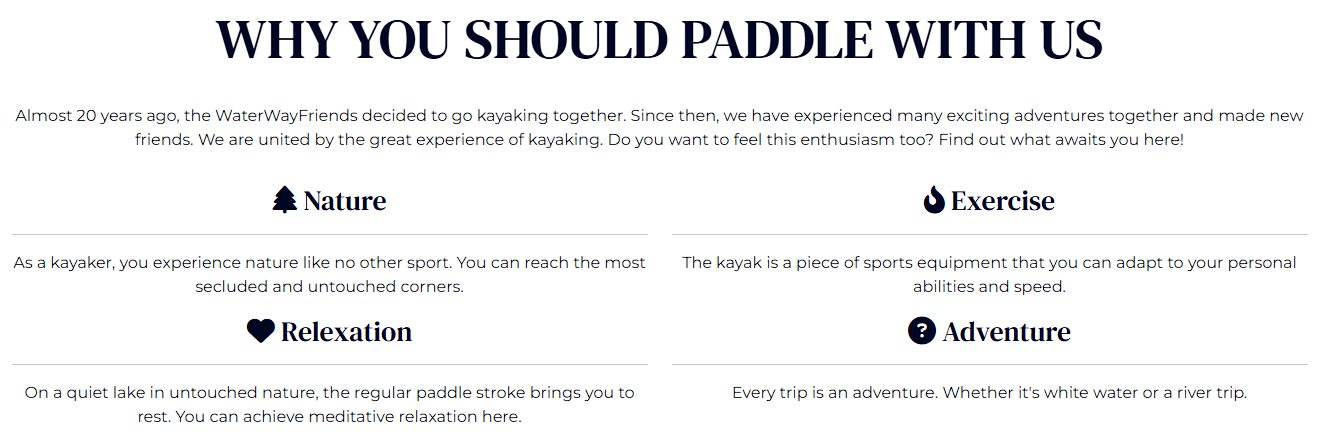 WHY YOU SHOULD PADDLE WITH US
Almost 20 years ago, the WaterWayFriends decided to go kayaking together. Since then, we have experienced many exciting adventures together and made new
friends. We are united by the great experience of kayaking. Do you want to feel this enthusiasm too? Find out what awaits you here!
Nature
As a kayaker, you experience nature like no other sport. You can reach the most
secluded and untouched corners.
Exercise
The kayak is a piece of sports equipment that you can adapt to your personal
abilities and speed.
Relexation
On a quiet lake in untouched nature, the regular paddle stroke brings you to
rest. You can achieve meditative relaxation here.
Adventure
Every trip is an adventure. Whether it's white water or a river trip.